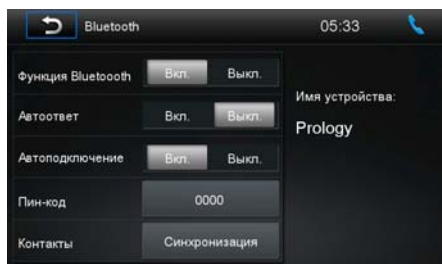 Bluetooth 05:33
Функция Bluetoooth Вкл. Выкл.
Автоответ Вкл. Выкл.
Автоподключение Вкл. Выкл.
Пин-код 0000
Контакты Синхронизация
Имя устройства:
Prology